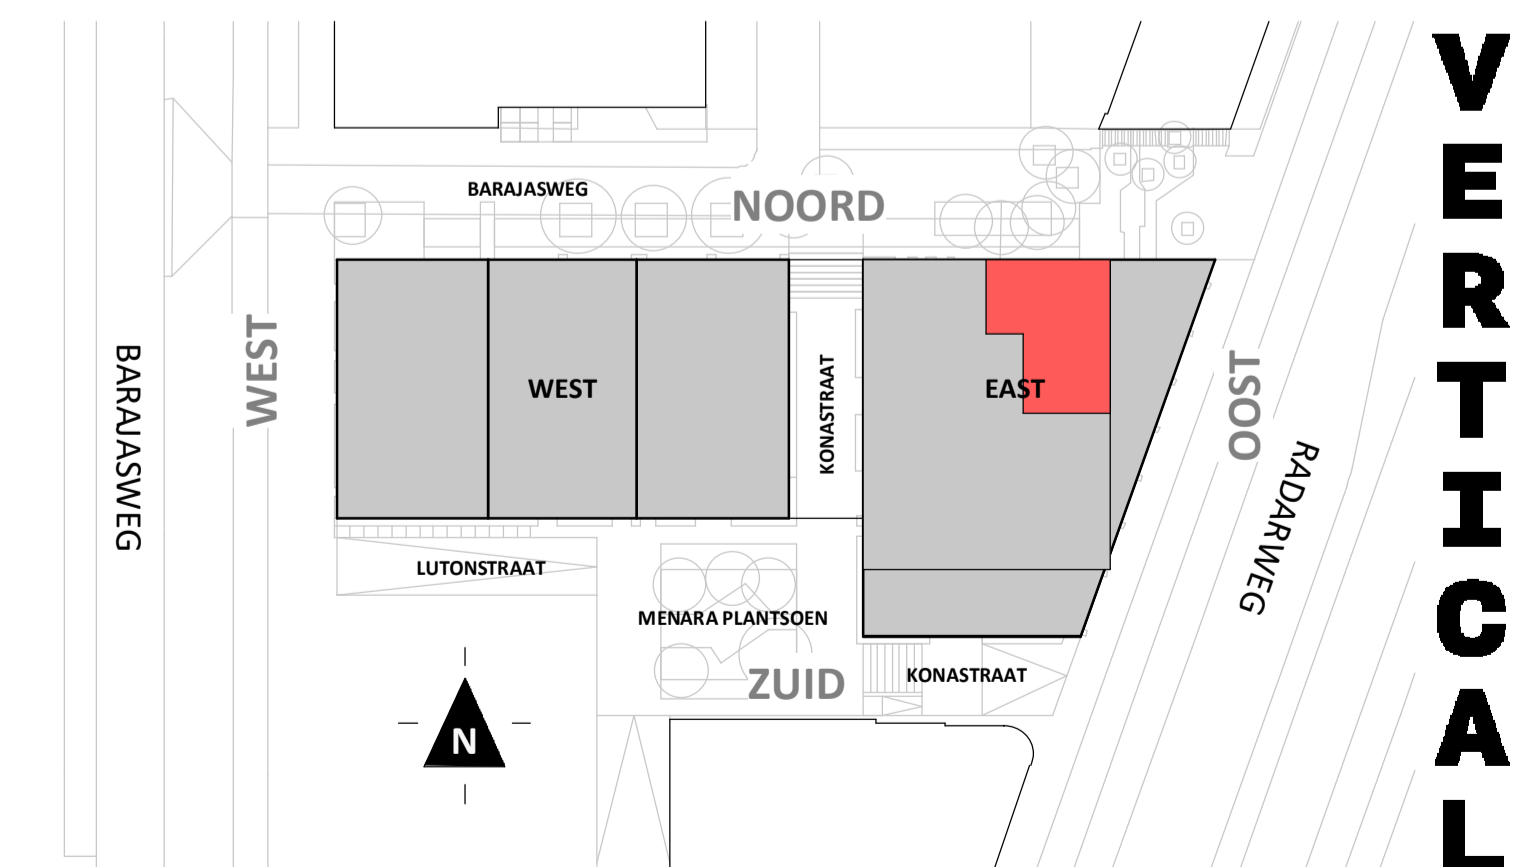 BARAJASWEG
NOORD
WEST
BARAJASWEG
WEST
KONASTRAAT
EAST
OOST
RADARWEG
LUTONSTRAAT
MENARA PLANTSOEN
ZUID
KONASTRAAT
N
VERTICAL